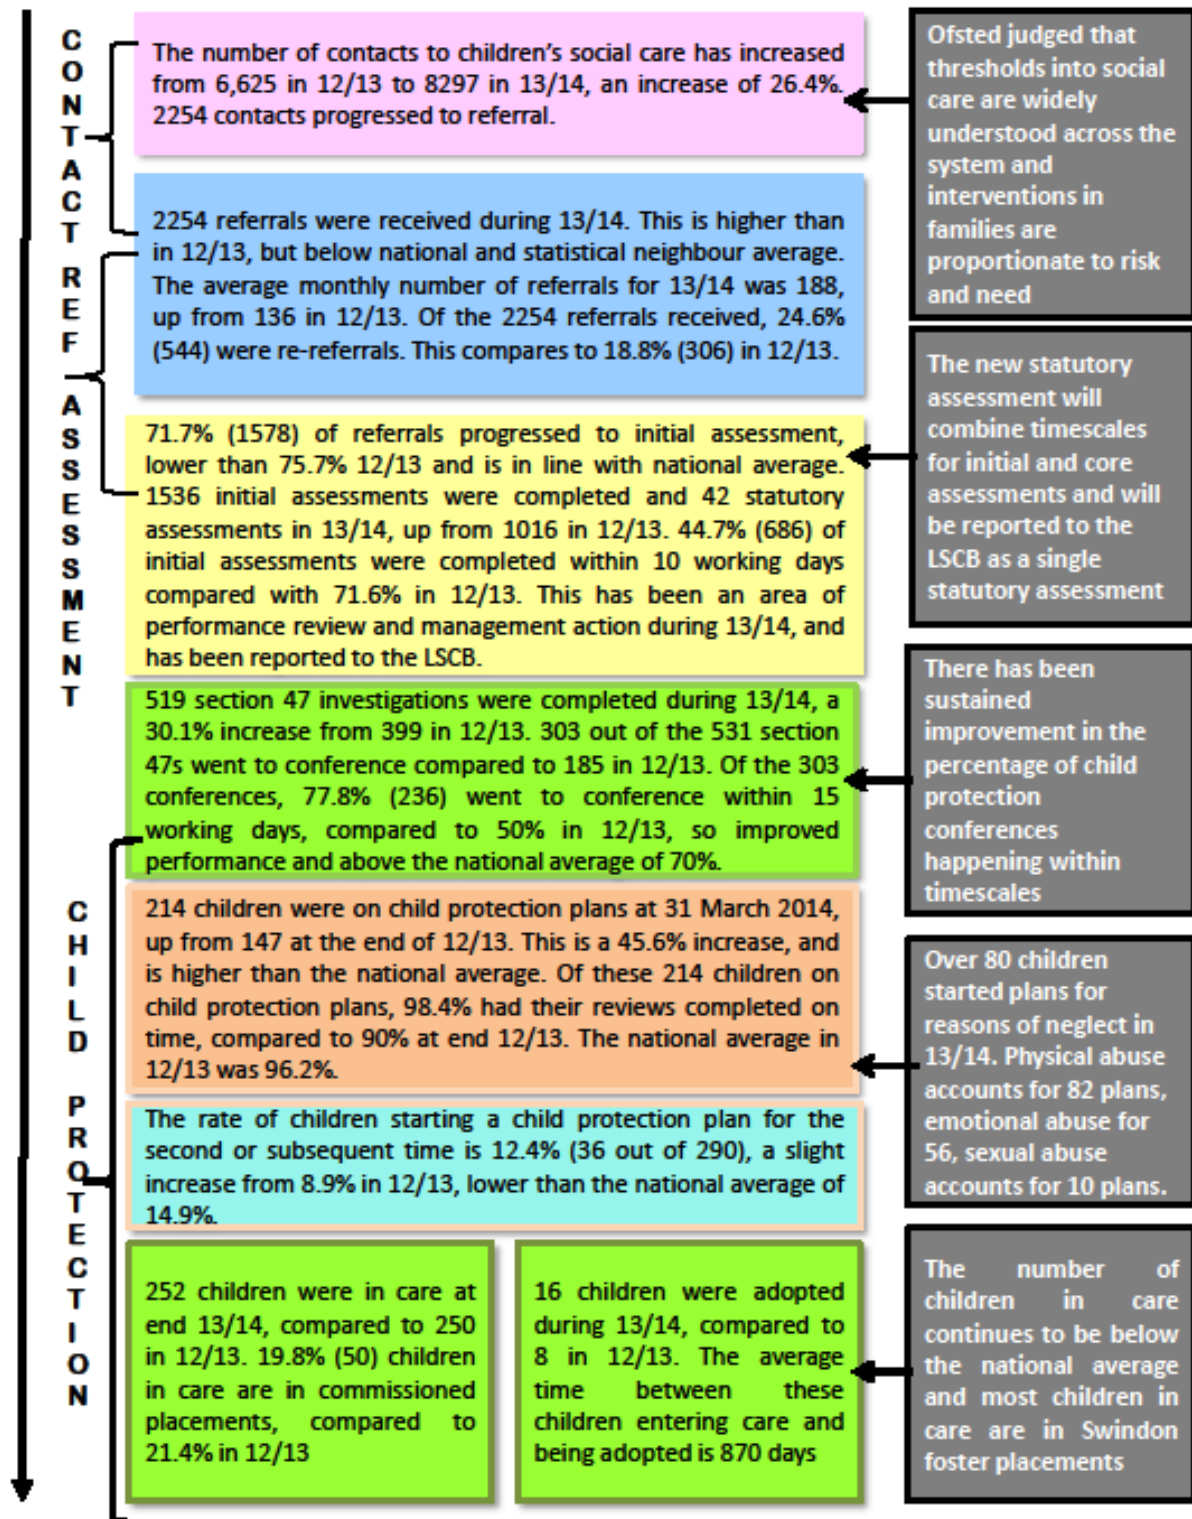 CONTACT REF ASSESSMENT
The number of contacts to children's social care has increased
from 6,625 in 12/13 to 8297 in 13/14, an increase of 26.4%.
2254 contacts progressed to referral.
Ofsted judged that
thresholds into social
care are widely
understood across the
system and
interventions in
families are
proportionate to risk
and need
2254 referrals were received during 13/14. This is higher than
in 12/13, but below national and statistical neighbour average.
The average monthly number of referrals for 13/14 was 188,
up from 136 in 12/13. Of the 2254 referrals received, 24.6%
(544) were re-referrals. This compares to 18.8% (306) in 12/13.
The new statutory
assessment will
combine timescales
for initial and core
assessments and will
be reported to the
LSCB as a single
statutory assessment
71.7% (1578) of referrals progressed to initial assessment,
lower than 75.7% 12/13 and is in line with national average.
1536 initial assessments were completed and 42 statutory
assessments in 13/14, up from 1016 in 12/13. 44.7% (686) of
initial assessments were completed within 10 working days
compared with 71.6% in 12/13. This has been an area of
performance review and management action during 13/14, and
has been reported to the LSCB.
There has been
sustained
improvement in the
percentage of child
protection
conferences
happening within
timescales
CHILD PROTECTION
519 section 47 investigations were completed during 13/14, a
30.1% increase from 399 in 12/13. 303 out of the 531 section
47s went to conference compared to 185 in 12/13. Of the 303
conferences, 77.8% (236) went to conference within 15
working days, compared to 50% in 12/13, so improved
performance and above the national average of 70%.
214 children were on child protection plans at 31 March 2014,
up from 147 at the end of 12/13. This is a 45.6% increase, and
is higher than the national average. Of these 214 children on
child protection plans, 98.4% had their reviews completed on
time, compared to 90% at end 12/13. The national average in
12/13 was 96.2%.
Over 80 children
started plans for
reasons of neglect in
13/14. Physical abuse
accounts for 82 plans,
emotional abuse for
56, sexual abuse
accounts for 10 plans.
The rate of children starting a child protection plan for the
second or subsequent time is 12.4% (36 out of 290), a slight
increase from 8.9% in 12/13, lower than the national average of
14.9%.
252 children were in care at
end 13/14, compared to 250
in 12/13. 19.8% (50) children
in care are in commissioned
placements, compared to
21.4% in 12/13
16 children were adopted
during 13/14, compared to
8 in 12/13. The average
time between these
children entering care and
being adopted is 870 days
The number of
children in care
continues to be below
the national average
and most children in
care are in Swindon
foster placements